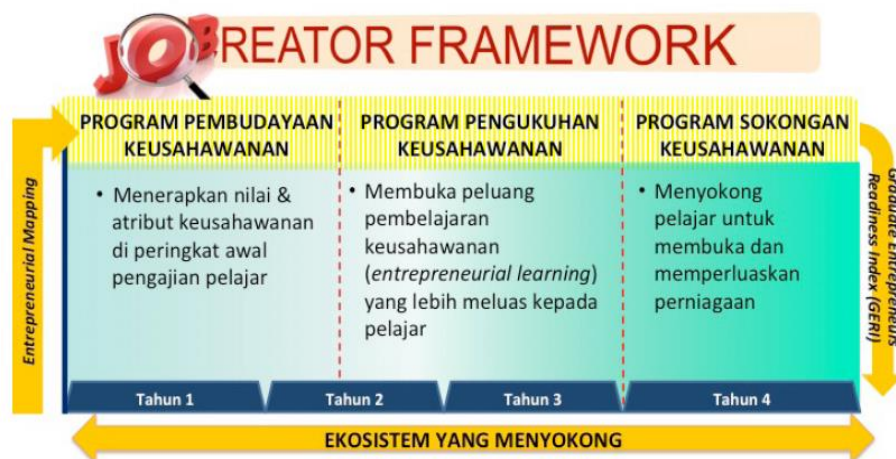 JOB REATOR FRAMEWORK
Entrepreneurial Mapping
PROGRAM PEMBUDAYAAN
KEUSAHAWANAN
• Menerapkan nilai &
atribut keusahawanan
di peringkat awal
pengajian pelajar
PROGRAM PENGUKUHAN
KEUSAHAWANAN
• Membuka peluang
pembelajaran
keusahawanan
(entrepreneurial learning)
yang lebih meluas kepada
pelajar
PROGRAM SOKONGAN
KEUSAHAWANAN
• Menyokong
pelajar untuk
membuka dan
memperluaskan
perniagaan
Graduate Entrepreneurs
Readiness Index (GERI)
Tahun 1
Tahun 2
Tahun 3
Tahun 4
EKOSISTEM YANG MENYOKONG